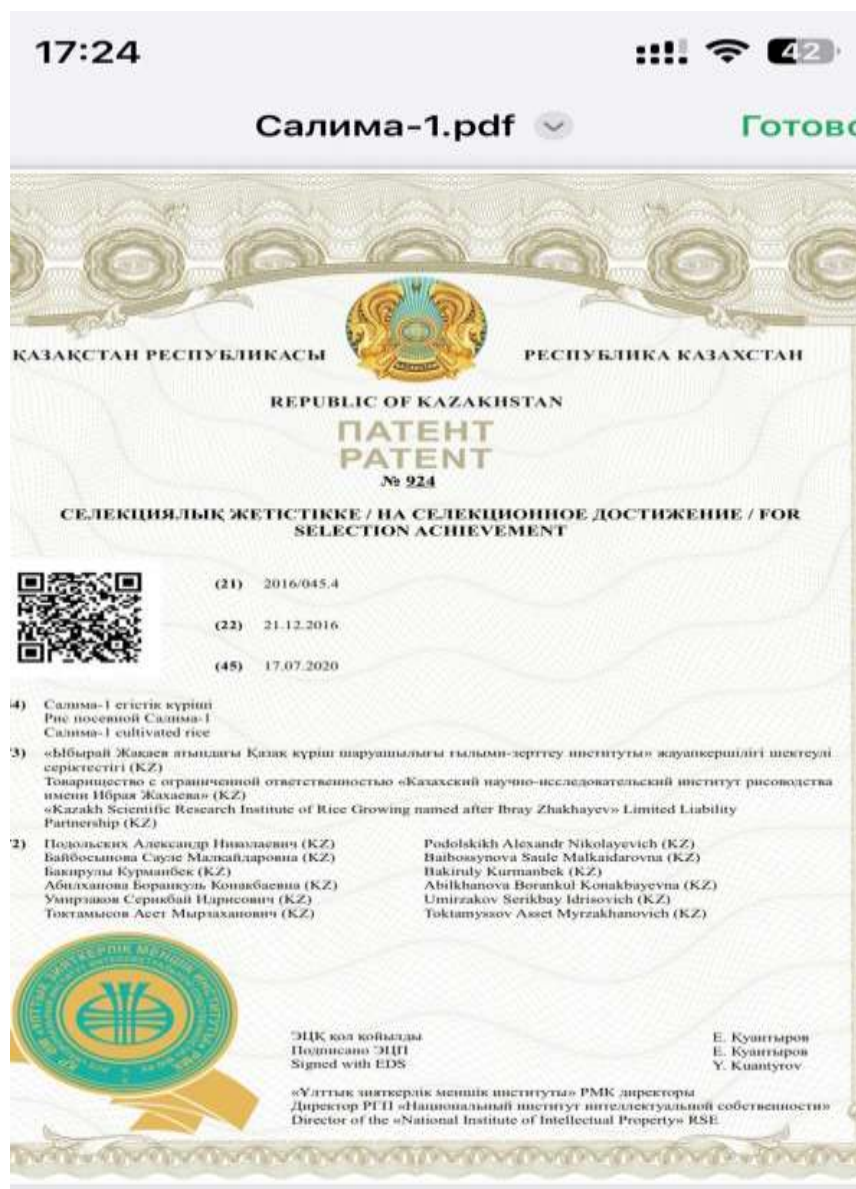 17:24
42
Салима-1.pdf
Готово
ҚАЗАҚСТАН РЕСПУБЛИКАСЫ
РЕСПУБЛИКА КАЗАХСТАН
REPUBLIC OF KAZAKHSTAN
ПАТЕНТ
PATENT
№ 924
СЕЛЕКЦИЯЛЫҚ ЖЕТІСТІККЕ / НА СЕЛЕКЦИОННОЕ ДОСТИЖЕНИЕ / FOR
SELECTION ACHIEVEMENT
(21) 2016/045.4
(22) 21.12.2016
(45) 17.07.2020
4) Салима-1 егістік күріші
Рис посевной Салима-1
Салима-1 cultivated rice
3) «Ыбырай Жақаев атындағы Қазақ күріш шаруашылығы ғылыми-зерттеу институты» жауапкершілігі шектеулі
серіктестігі (KZ)
Товарищество с ограниченной ответственностью «Казахский научно-исследовательский институт рисоводства
имени Ибрая Жахаева» (KZ)
«Kazakh Scientific Research Institute of Rice Growing named after Ibray Zhakhayev» Limited Liability
Partnership (KZ)
2) Подольских Александр Николаевич (KZ)
Байбосынова Сауле Малкайдаровна (KZ)
Бакирулы Курманбек (KZ)
Абилханова Боранкуль Конакбаевна (KZ)
Умирзаков Серикбай Идрисович (KZ)
Токтамысов Асет Мырзаханович (KZ)
Podolskikh Alexandr Nikolayevich (KZ)
Baibossynova Saule Malkaidarovna (KZ)
Bakiruly Kurmanbek (KZ)
Abilkhanova Borankul Konakbayevna (KZ)
Umirzakov Serikbay Idrisovich (KZ)
Toktamyssov Asset Myrzakhanovich (KZ)
ЭЦҚ қол қойылды
Подписано ЭЦП
Signed with EDS
Е. Куантыров
Е. Куантыров
Y. Kuantyrov
«Ұлттық зияткерлік меншік институты» РМК директоры
Директор РГП «Национальный институт интеллектуальной собственности»
Director of the «National Institute of Intellectual Property» RSE